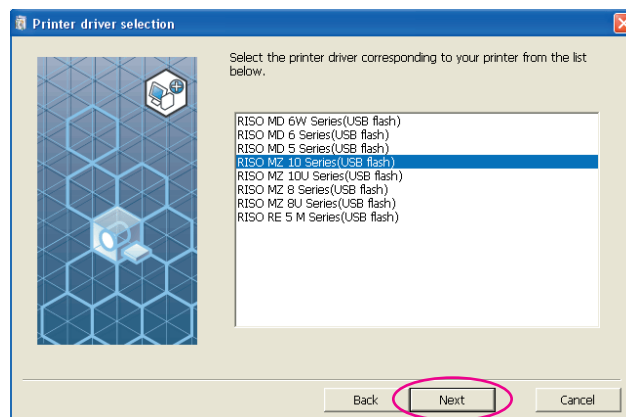 Printer driver selection
Select the printer driver corresponding to your printer from the list
below.
RISO MD 6W Series(USB flash)
RISO MD 6 Series(USB flash)
RISO MD 5 Series(USB flash)
RISO MZ 10 Series(USB flash)
RISO MZ 10U Series(USB flash)
RISO MZ 8 Series(USB flash)
RISO MZ 8U Series(USB flash)
RISO RE 5 M Series(USB flash)
Back Next Cancel